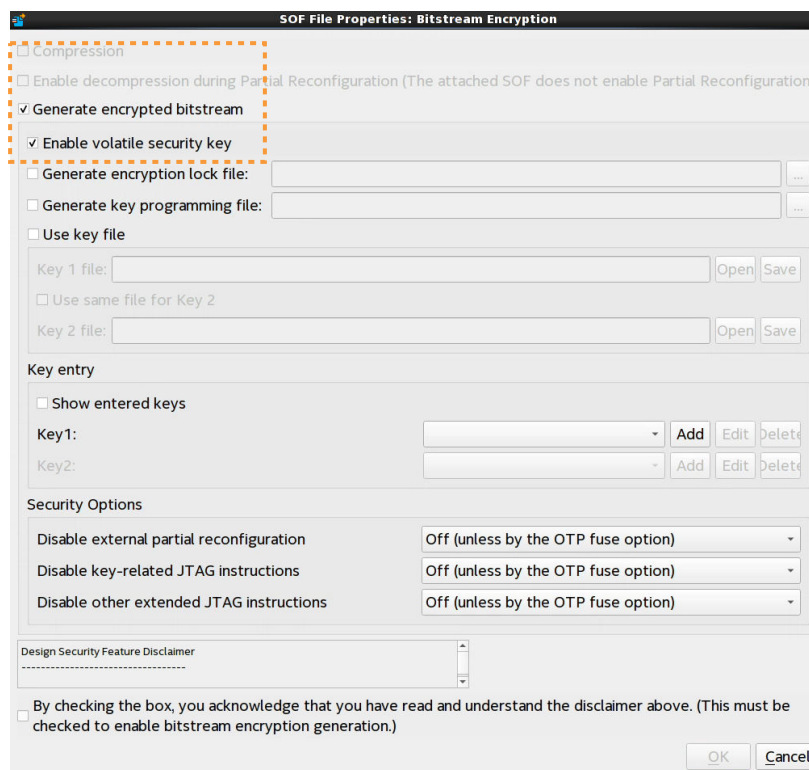 SOF File Properties: Bitstream Encryption
Compression
Enable decompression during Partial Reconfiguration (The attached SOF does not enable Partial Reconfiguration
Generate encrypted bitstream
Enable volatile security key
Generate encryption lock file: ...
Generate key programming file: ...
Use key file
Key 1 file: Open Save
Use same file for Key 2
Key 2 file: Open Save
Key entry
Show entered keys
Key1: Add Edit Delete
Key2: Add Edit Delete
Security Options
Disable external partial reconfiguration Off (unless by the OTP fuse option)
Disable key-related JTAG instructions Off (unless by the OTP fuse option)
Disable other extended JTAG instructions Off (unless by the OTP fuse option)
Design Security Feature Disclaimer
----------------------------------
By checking the box, you acknowledge that you have read and understand the disclaimer above. (This must be
checked to enable bitstream encryption generation.)
OK Cancel